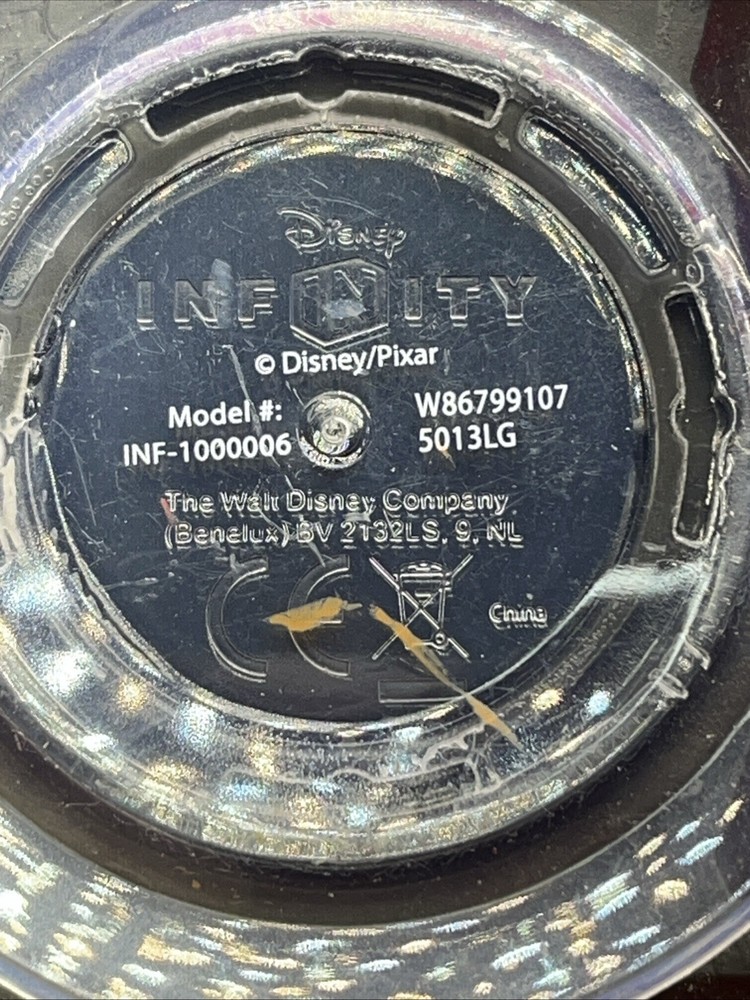 Disney
INFINITY
© Disney/Pixar
Model #:
INF-1000006
W86799107
5013LG
The Walt Disney Company
(Benelux) BV 2132LS, 9, NL
CE
China